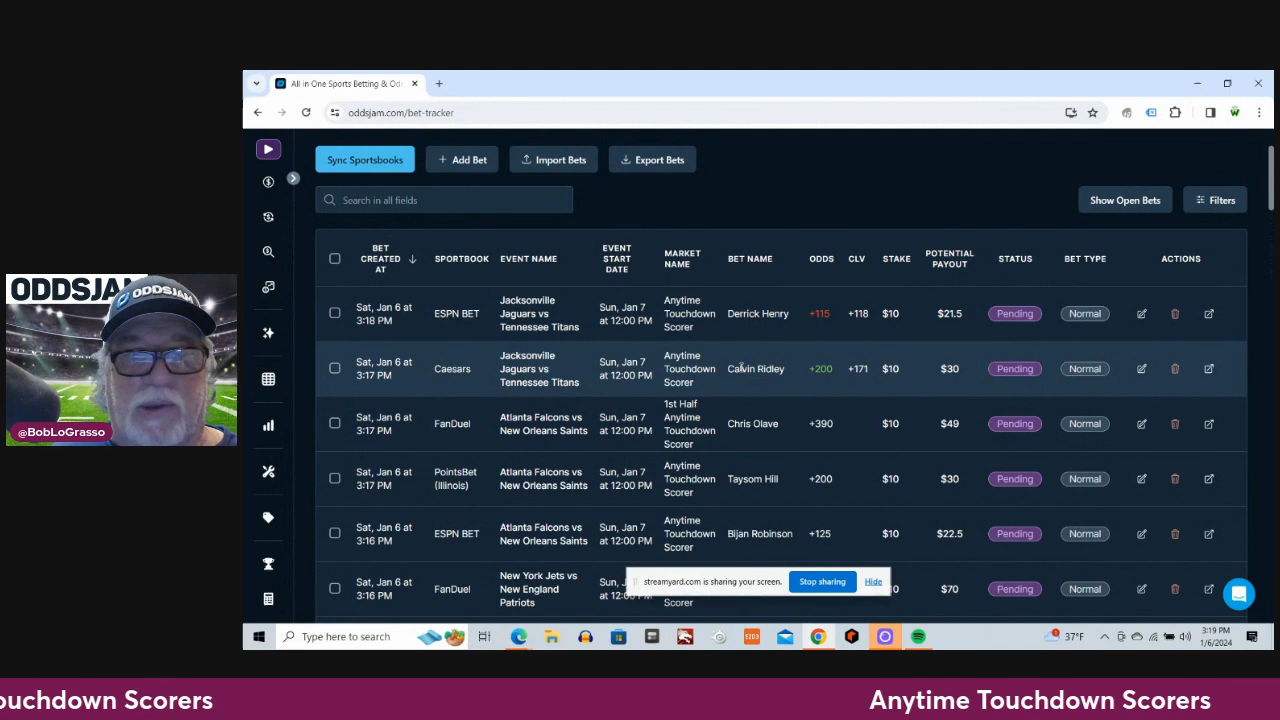 All in One Sports Betting & Od
oddsjam.com/bet-tracker
Sync Sportsbooks
+ Add Bet
Import Bets
Export Bets
Search in all fields
Show Open Bets
Filters
BET CREATED AT
SPORTBOOK
EVENT NAME
EVENT START DATE
MARKET NAME
BET NAME
ODDS
CLV
STAKE
POTENTIAL PAYOUT
STATUS
BET TYPE
ACTIONS
Sat, Jan 6 at 3:18 PM
ESPN BET
Jacksonville Jaguars vs Tennessee Titans
Sun, Jan 7 at 12:00 PM
Anytime Touchdown Scorer
Derrick Henry
+115
+118
$10
$21.5
Pending
Normal
Sat, Jan 6 at 3:17 PM
Caesars
Jacksonville Jaguars vs Tennessee Titans
Sun, Jan 7 at 12:00 PM
Anytime Touchdown Scorer
Calvin Ridley
+200
+171
$10
$30
Pending
Normal
Sat, Jan 6 at 3:17 PM
FanDuel
Atlanta Falcons vs New Orleans Saints
Sun, Jan 7 at 12:00 PM
1st Half Anytime Touchdown Scorer
Chris Olave
+390
$10
$49
Pending
Normal
Sat, Jan 6 at 3:17 PM
PointsBet (Illinois)
Atlanta Falcons vs New Orleans Saints
Sun, Jan 7 at 12:00 PM
Anytime Touchdown Scorer
Taysom Hill
+200
$10
$30
Pending
Normal
Sat, Jan 6 at 3:16 PM
ESPN BET
Atlanta Falcons vs New Orleans Saints
Sun, Jan 7 at 12:00 PM
Anytime Touchdown Scorer
Bijan Robinson
+125
$10
$22.5
Pending
Normal
Sat, Jan 6 at 3:16 PM
FanDuel
New York Jets vs New England Patriots
Sun,
at 12:0
Scorer
0
$70
Pending
Normal
streamyard.com is sharing your screen.
Stop sharing
Hide
ODDSJAM
ODDSJAM
@BobLoGrasso
Type here to search
37°F
3:19 PM
1/6/2024
ouchdown Scorers
Anytime Touchdown Scorers